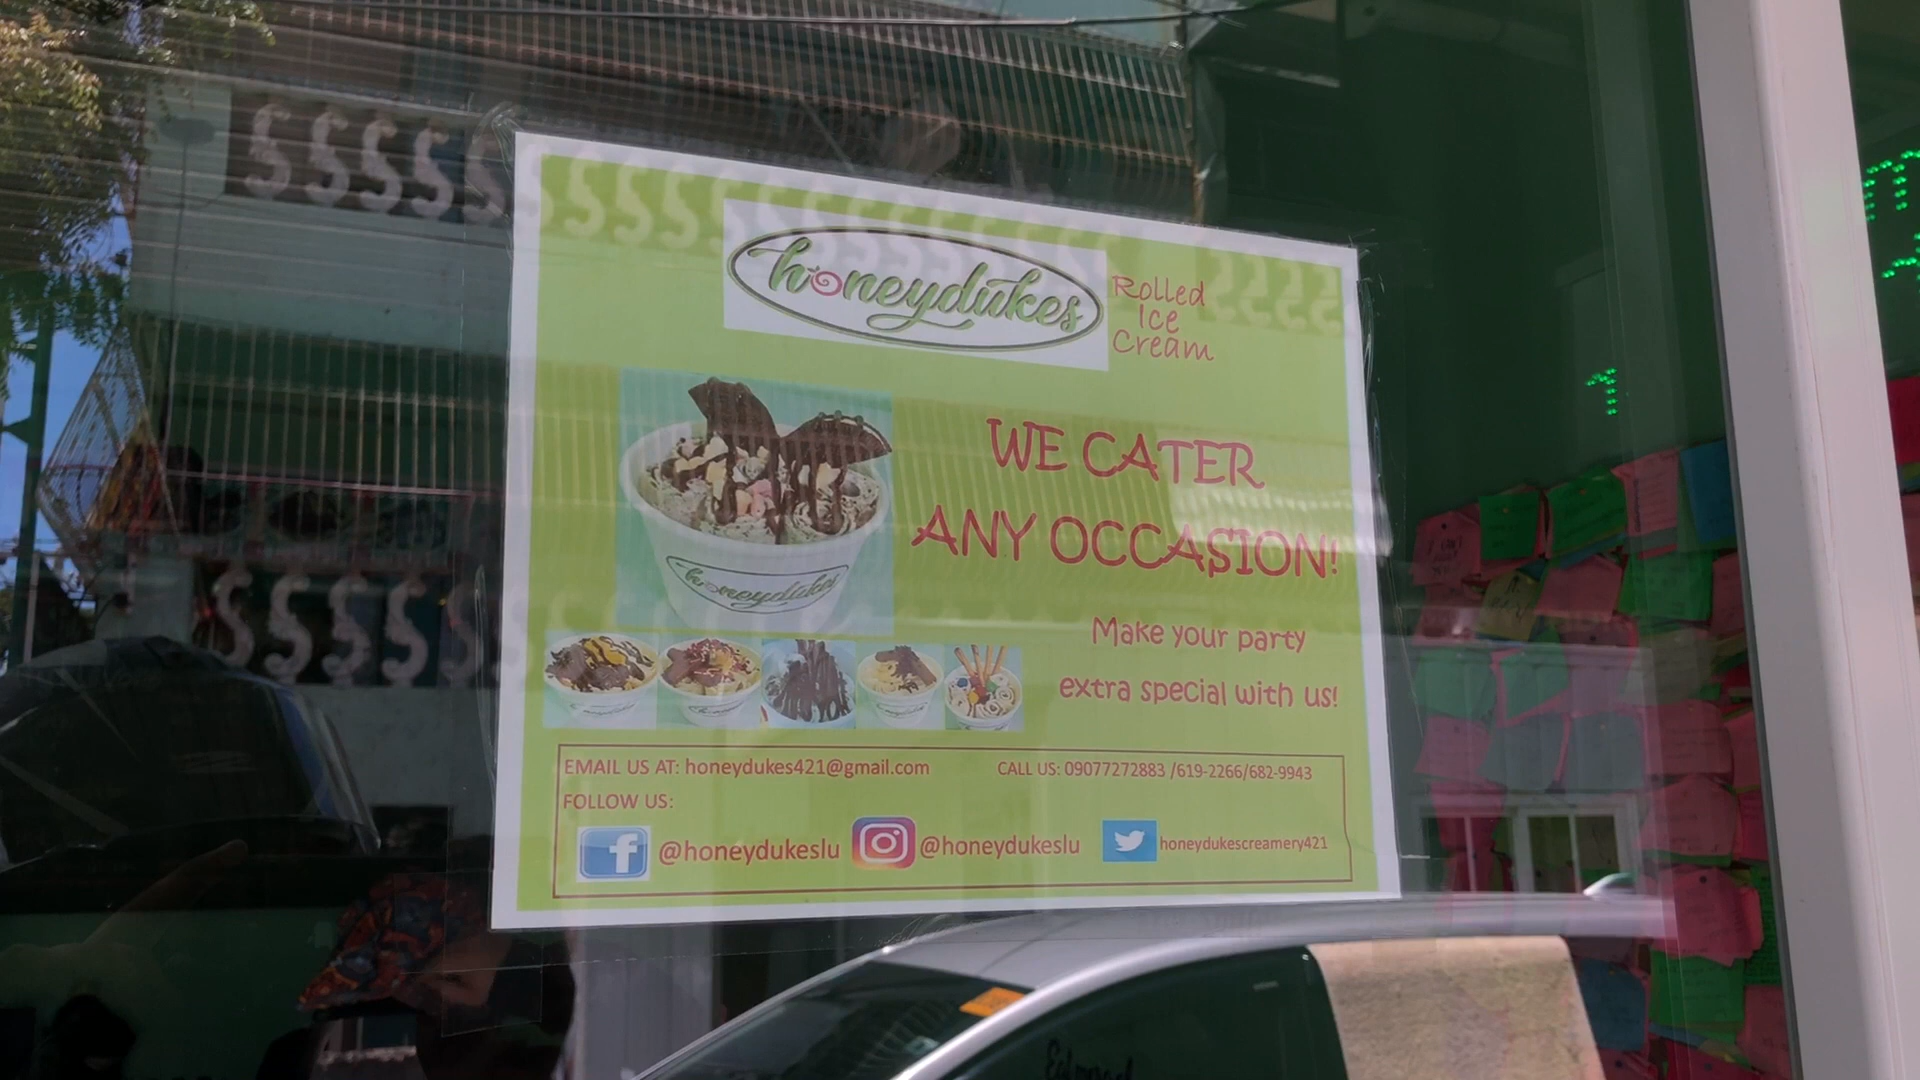 honeydukes
Rolled
Ice
Cream
WE CATER
ANY OCCASION!
honeydukes
Make your party
extra special with us!
EMAIL US AT: honeydukes421@gmail.com
CALL US: 09077272883 /619-2266/682-9943
FOLLOW US:
@honeydukeslu
@honeydukeslu
honeydukescreamery421